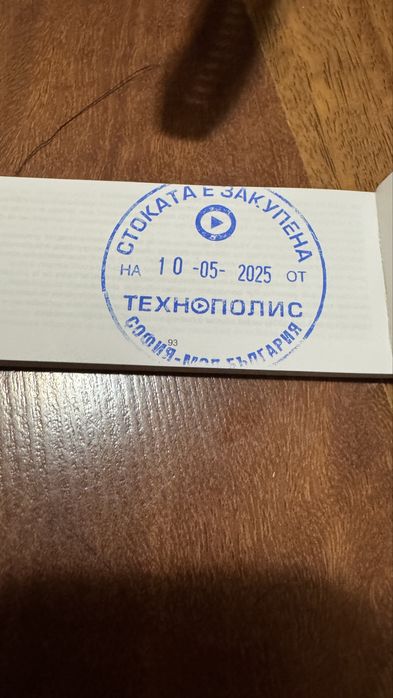 СТОКАТА Е ЗАКУПЕНА
НА 10-05-2025 ОТ
ТЕХНОПОЛИС
СОФИЯ-МОЛ БЪЛГАРИЯ
93